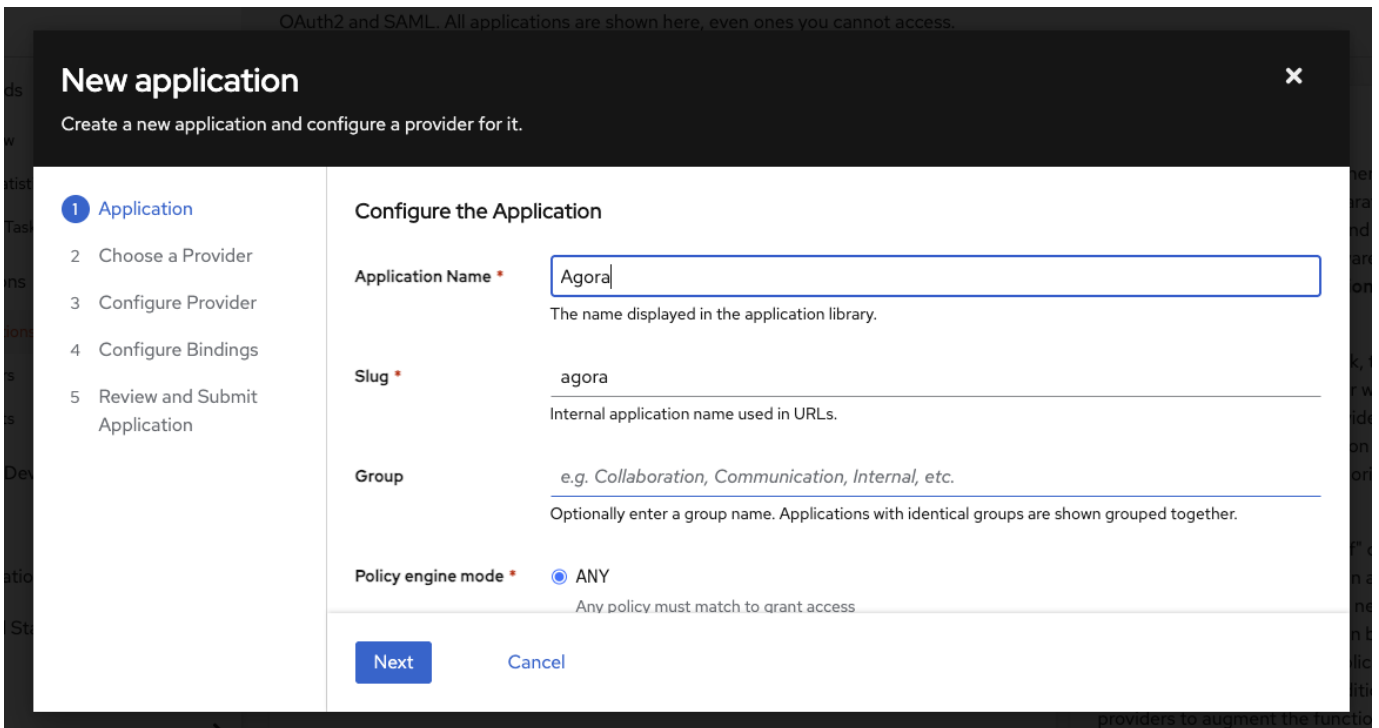 OAuth2 and SAML. All applications are shown here, even ones you cannot access.
New application
Create a new application and configure a provider for it.
1 Application
2 Choose a Provider
3 Configure Provider
4 Configure Bindings
5 Review and Submit
Application
Configure the Application
Application Name *
Agora
The name displayed in the application library.
Slug *
agora
Internal application name used in URLs.
Group
e.g. Collaboration, Communication, Internal, etc.
Optionally enter a group name. Applications with identical groups are shown grouped together.
Policy engine mode *
ANY
Any policy must match to grant access
Next
Cancel
providers to augment the functio